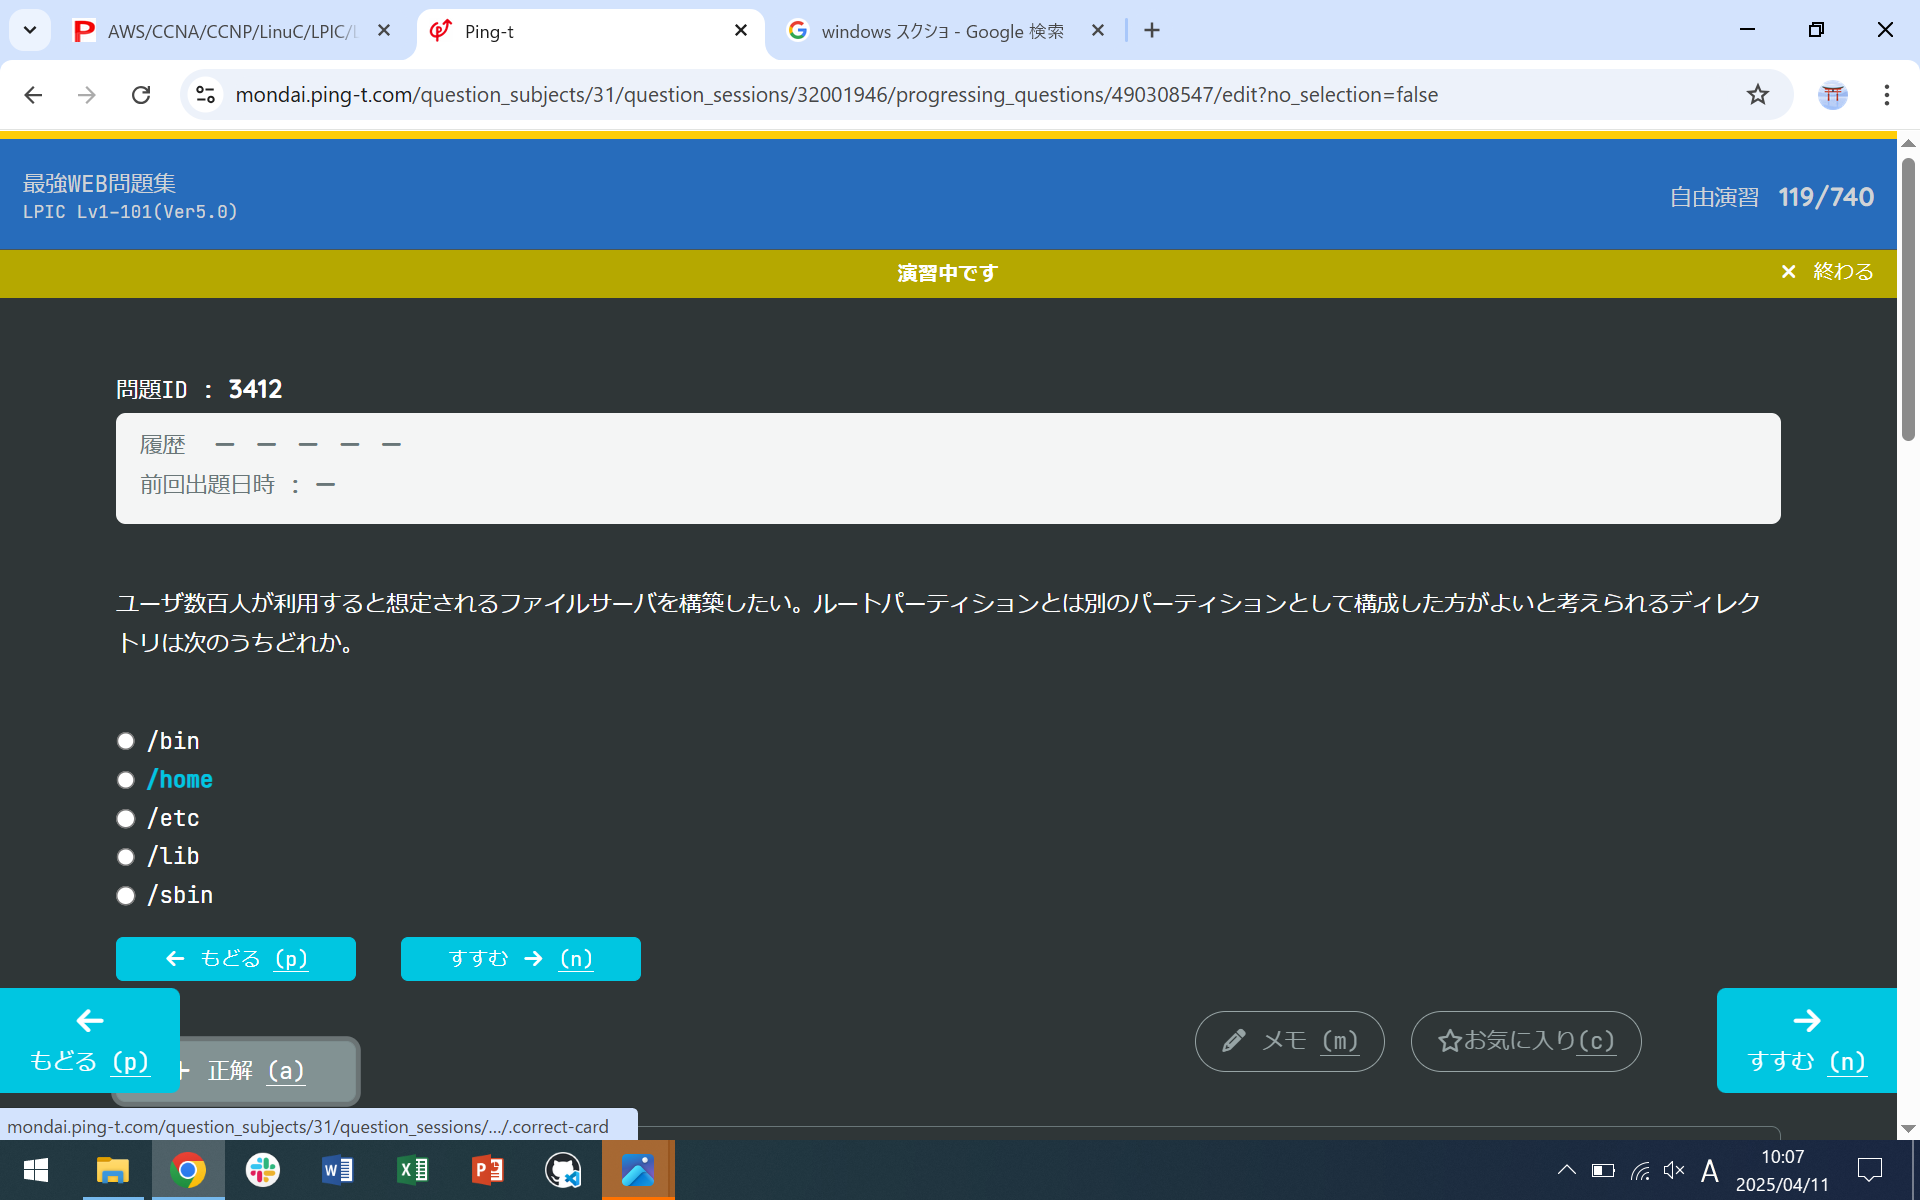 AWS/CCNA/CCNP/LinuC/LPIC/
Ping-t
windows スクショ - Google 検索
mondai.ping-t.com/question_subjects/31/question_sessions/32001946/progressing_questions/490308547/edit?no_selection=false
最強WEB問題集
LPIC Lv1-101(Ver5.0)
自由演習 119/740
演習中です
× 終わる
問題ID : 3412
履歴 ー ー ー ー ー
前回出題日時 : ー
ユーザ数百人が利用すると想定されるファイルサーバを構築したい。ルートパーティションとは別のパーティションとして構成した方がよいと考えられるディレク
トリは次のうちどれか。
/bin
/home
/etc
/lib
/sbin
← もどる (p)
すすむ → (n)
もどる (p)
正解 (a)
メモ (m)
お気に入り(c)
すすむ (n)
mondai.ping-t.com/question_subjects/31/question_sessions/.../.correct-card
A
10:07
2025/04/11